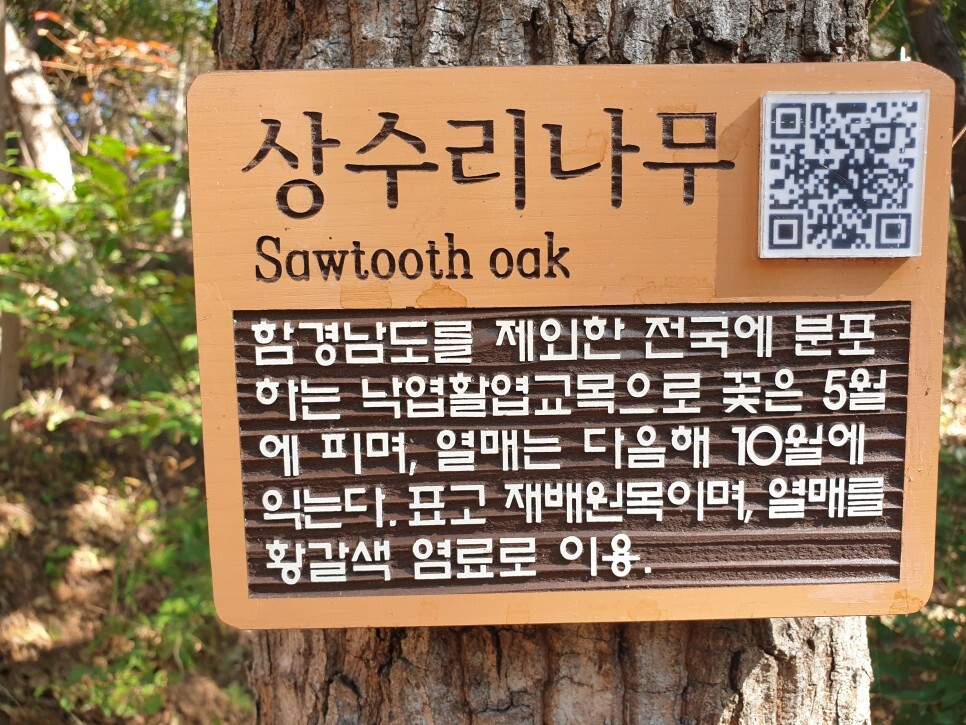 상수리나무
Sawtooth oak
함경남도를 제외한 전국에 분포
하는 낙엽활엽교목으로 꽃은 5월
에 피며, 열매는 다음해 10월에
익는다. 표고 재배원목이며, 열매를
황갈색 염료로 이용.